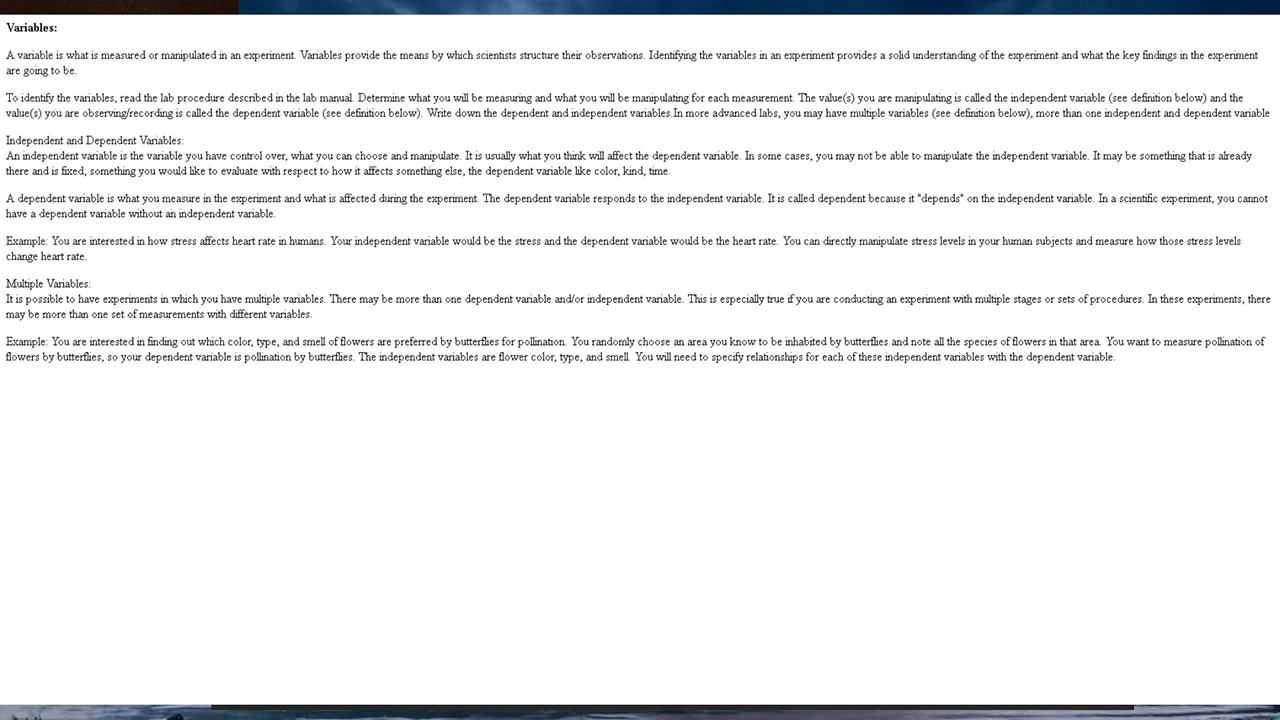 Variables:
A variable is what is measured or manipulated in an experiment. Variables provide the means by which scientists structure their observations. Identifying the variables in an experiment provides a solid understanding of the experiment and what the key findings in the experiment
are going to be.
To identify the variables, read the lab procedure described in the lab manual. Determine what you will be measuring and what you will be manipulating for each measurement. The value(s) you are manipulating is called the independent variable (see definition below) and the
value(s) you are observing/recording is called the dependent variable (see definition below). Write down the dependent and independent variables.In more advanced labs, you may have multiple variables (see definition below), more than one independent and dependent variable
Independent and Dependent Variables:
An independent variable is the variable you have control over, what you can choose and manipulate. It is usually what you think will affect the dependent variable. In some cases, you may not be able to manipulate the independent variable. It may be something that is already
there and is fixed, something you would like to evaluate with respect to how it affects something else, the dependent variable like color, kind, time.
A dependent variable is what you measure in the experiment and what is affected during the experiment. The dependent variable responds to the independent variable. It is called dependent because it "depends" on the independent variable. In a scientific experiment, you cannot
have a dependent variable without an independent variable.
Example: You are interested in how stress affects heart rate in humans. Your independent variable would be the stress and the dependent variable would be the heart rate. You can directly manipulate stress levels in your human subjects and measure how those stress levels
change heart rate.
Multiple Variables:
It is possible to have experiments in which you have multiple variables. There may be more than one dependent variable and/or independent variable. This is especially true if you are conducting an experiment with multiple stages or sets of procedures. In these experiments, there
may be more than one set of measurements with different variables.
Example: You are interested in finding out which color, type, and smell of flowers are preferred by butterflies for pollination. You randomly choose an area you know to be inhabited by butterflies and note all the species of flowers in that area. You want to measure pollination of
flowers by butterflies, so your dependent variable is pollination by butterflies. The independent variables are flower color, type, and smell. You will need to specify relationships for each of these independent variables with the dependent variable.